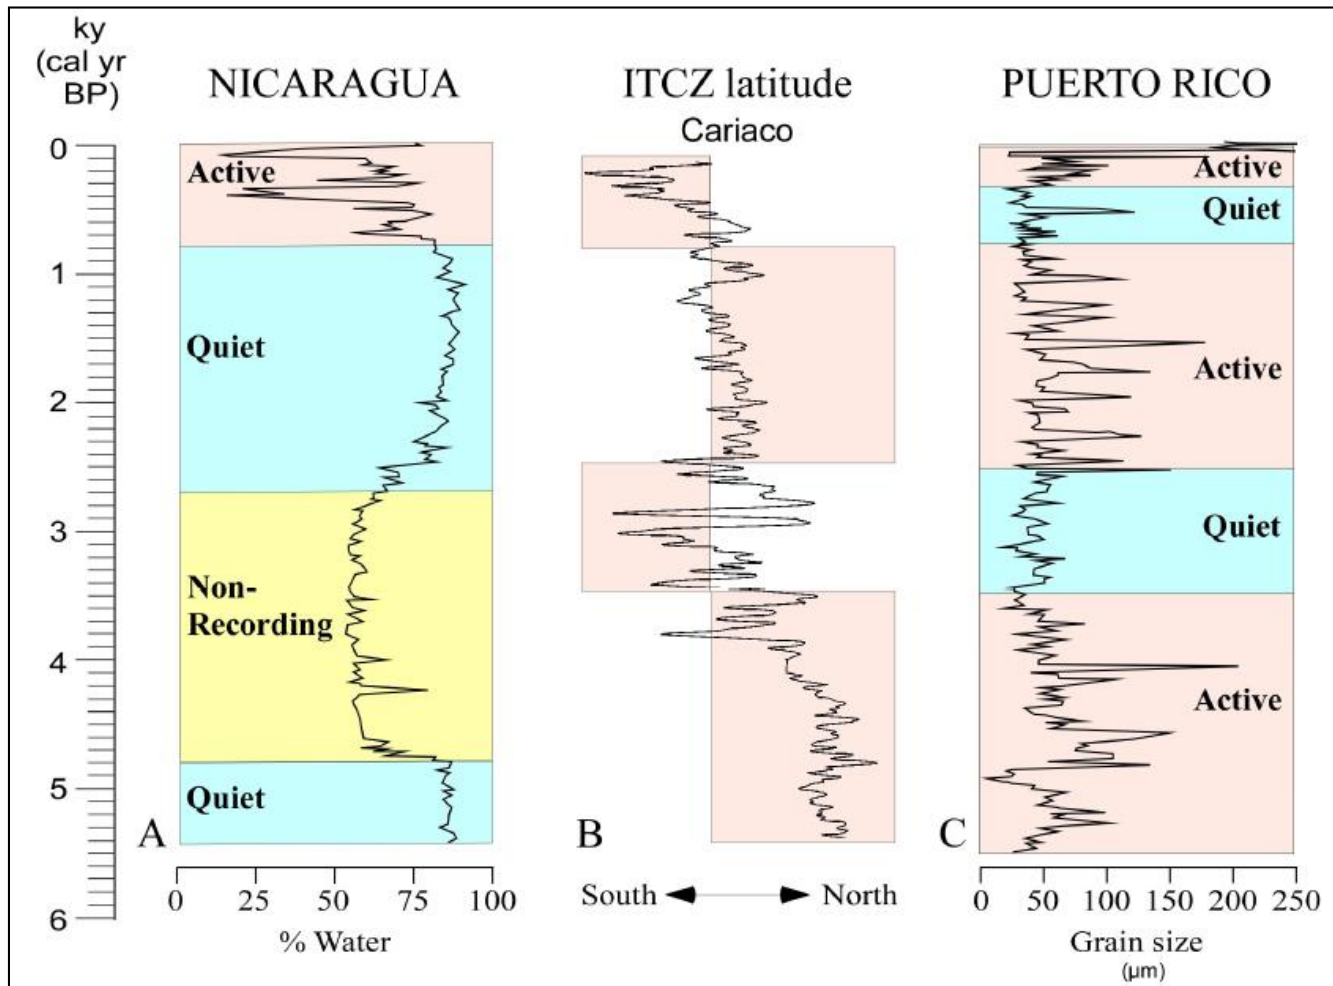 ky
(cal yr
BP)
NICARAGUA
ITCZ latitude
Cariaco
PUERTO RICO
0
1
2
3
4
5
6
Active
Quiet
Non-
Recording
Quiet
A
0 25 50 75 100
% Water
B
South North
Active
Quiet
Active
Quiet
Active
C
0 50 100 150 200 250
Grain size
(µm)